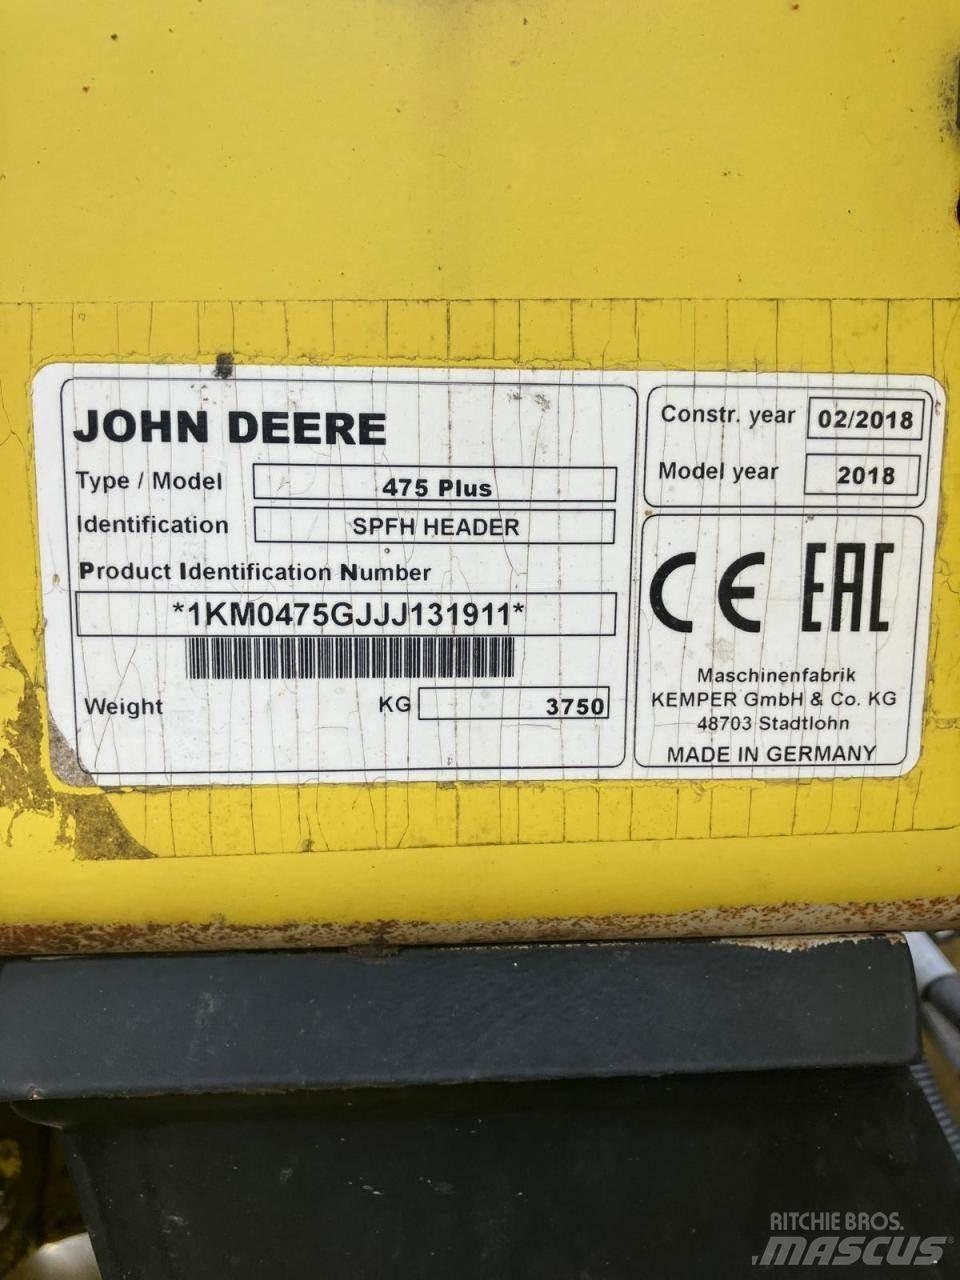 JOHN DEERE
Type / Model 475 Plus
Identification SPFH HEADER
Product Identification Number
*1KM0475GJJJ131911*
Weight KG 3750
Constr. year 02/2018
Model year 2018
CE EAC
Maschinenfabrik
KEMPER GmbH & Co. KG
48703 Stadtlohn
MADE IN GERMANY
RITCHIE BROS.
MASCUS